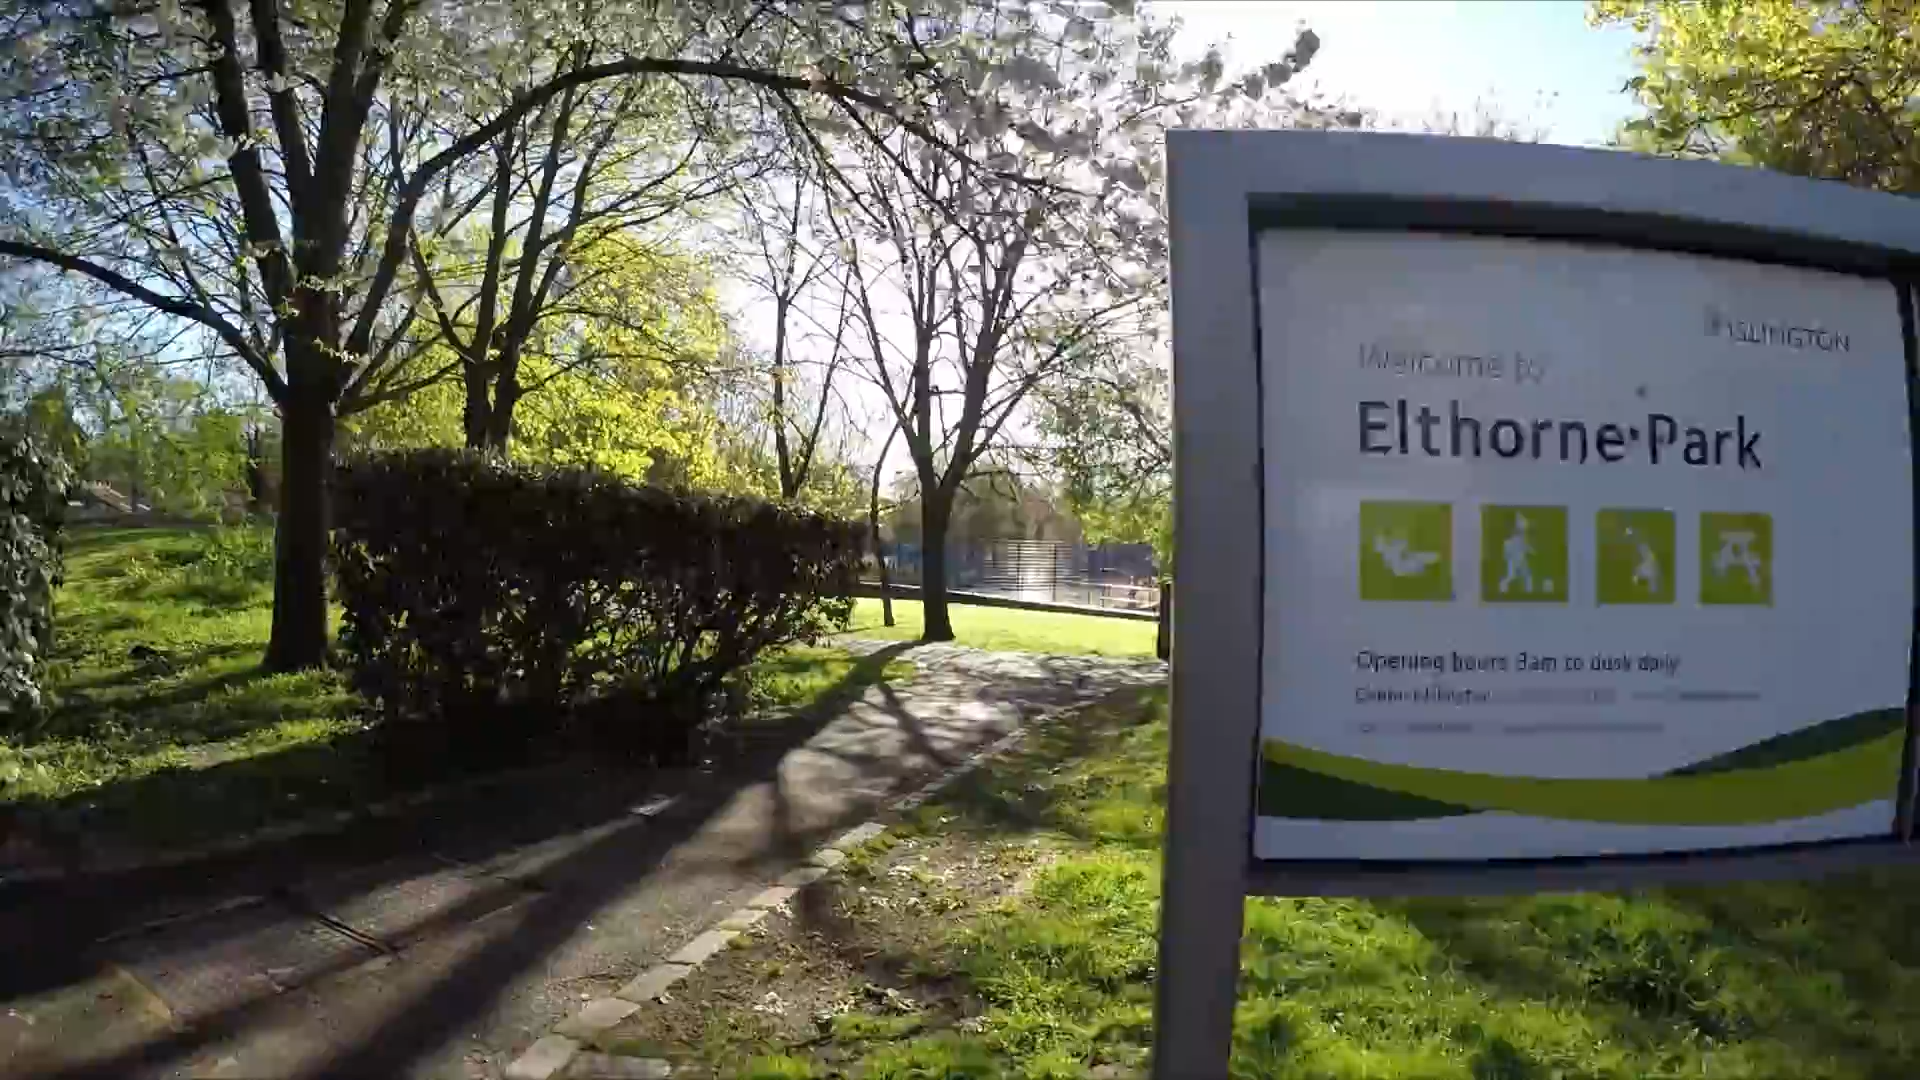 ISLINGTON
Welcome to
Elthorne Park
Opening hours 8am to dusk daily